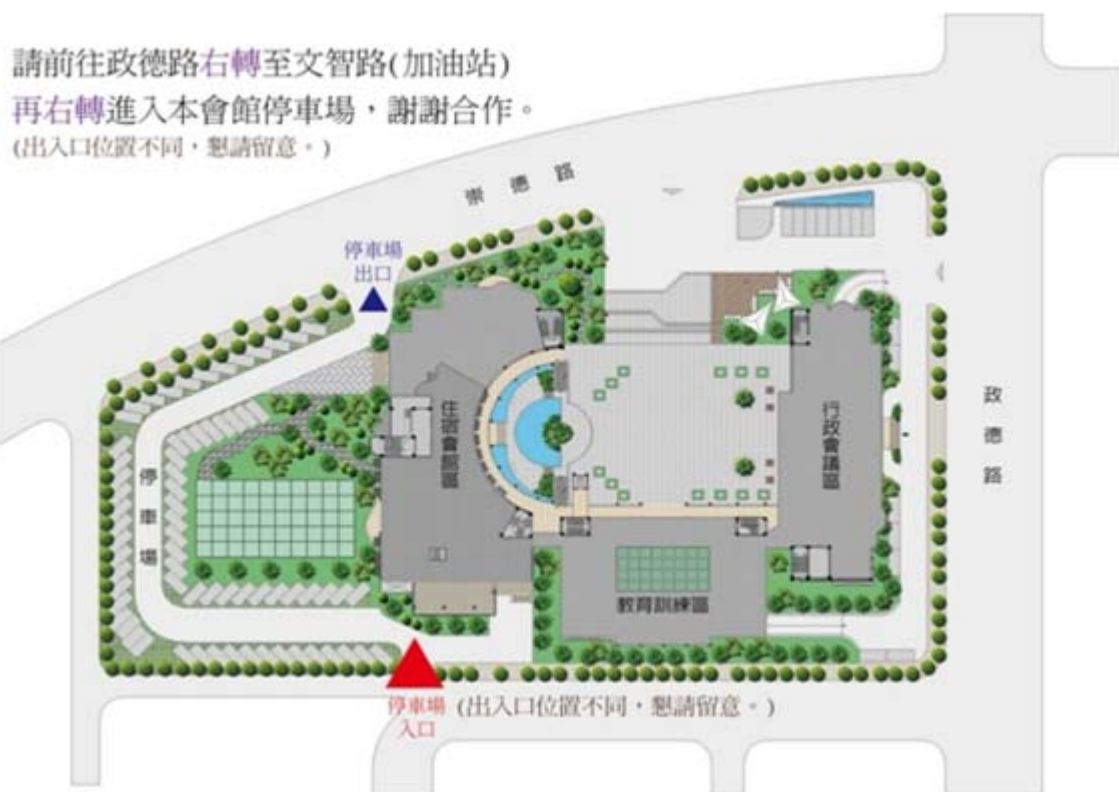 請前往政德路右轉至文智路(加油站)
再右轉進入本會館停車場，謝謝合作。
(出入口位置不同，懇請留意。)
崇德路
停車場
出口
政德路
住宿會館區
行政會議區
停車場
教育訓練區
停車場
入口
(出入口位置不同，懇請留意。)